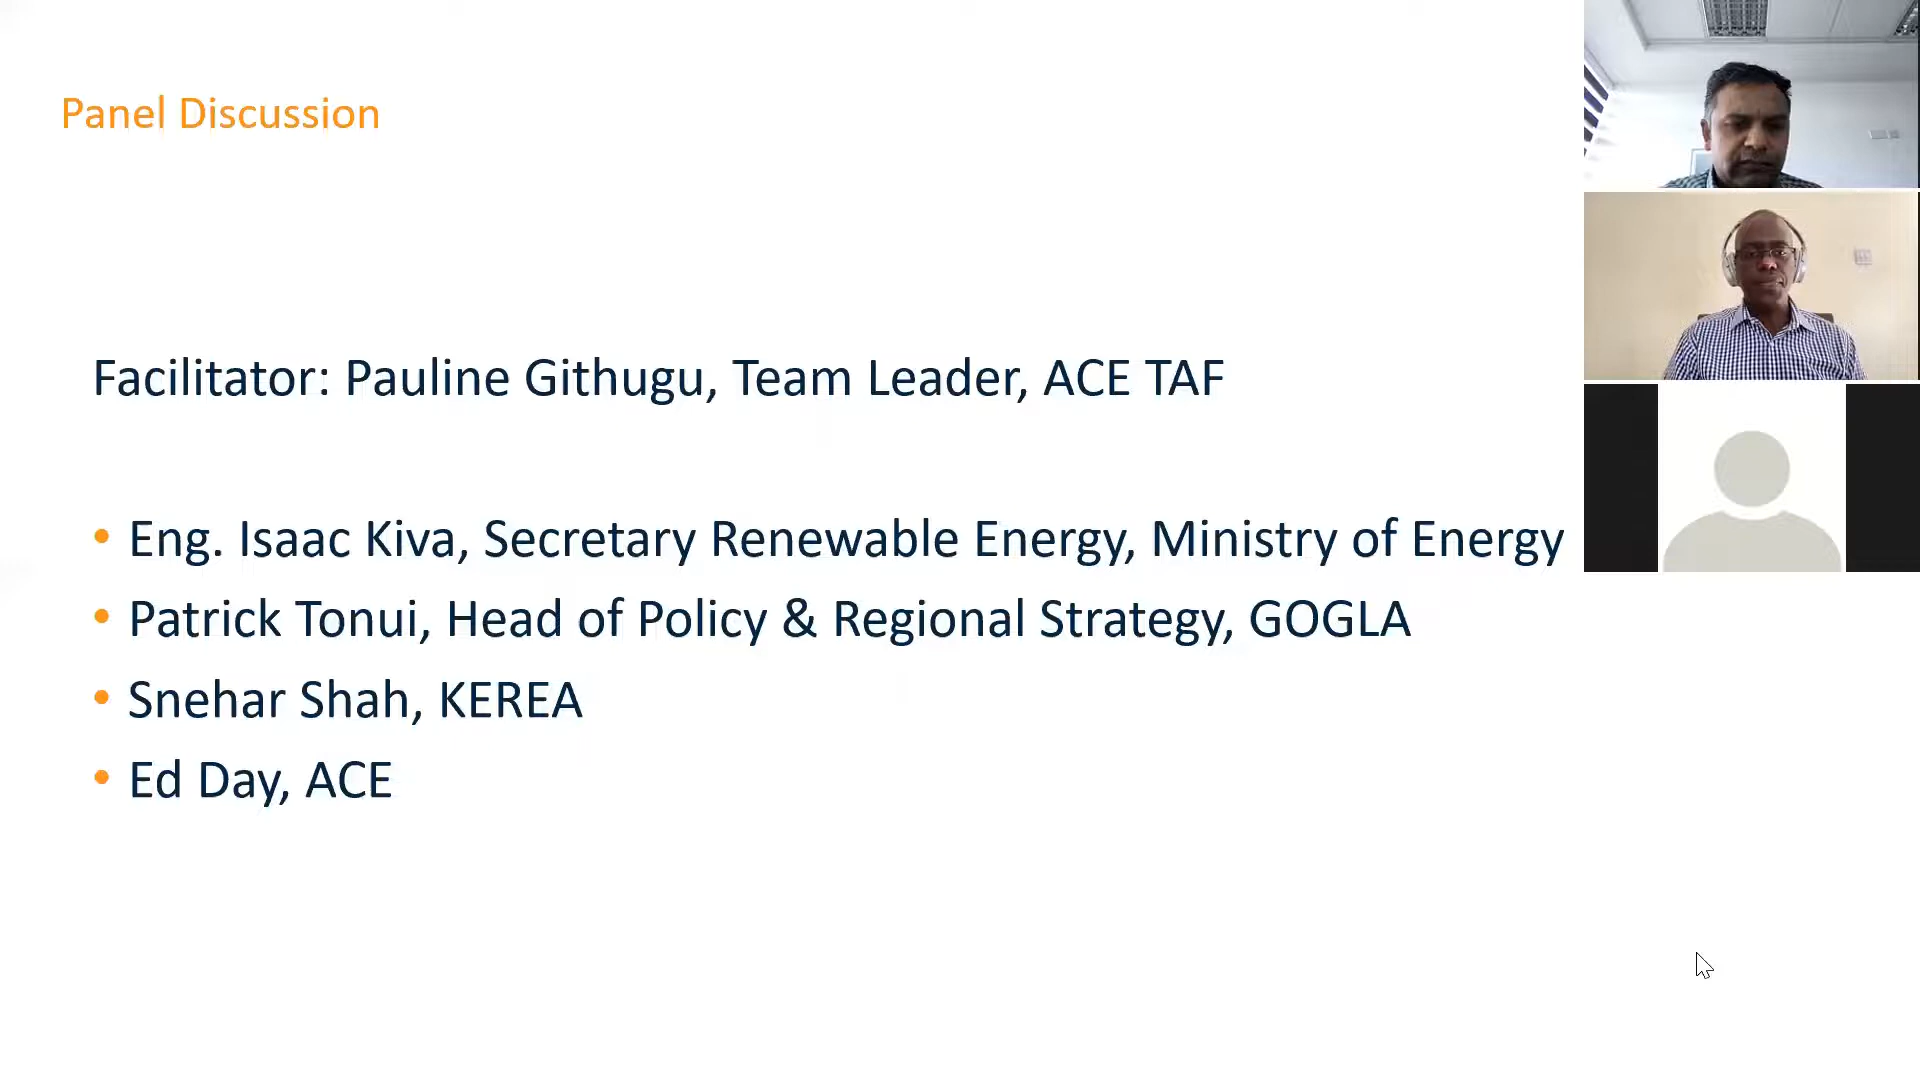 Panel Discussion
Facilitator: Pauline Githugu, Team Leader, ACE TAF
• Eng. Isaac Kiva, Secretary Renewable Energy, Ministry of Energy
• Patrick Tonui, Head of Policy & Regional Strategy, GOGLA
• Snehar Shah, KEREA
• Ed Day, ACE